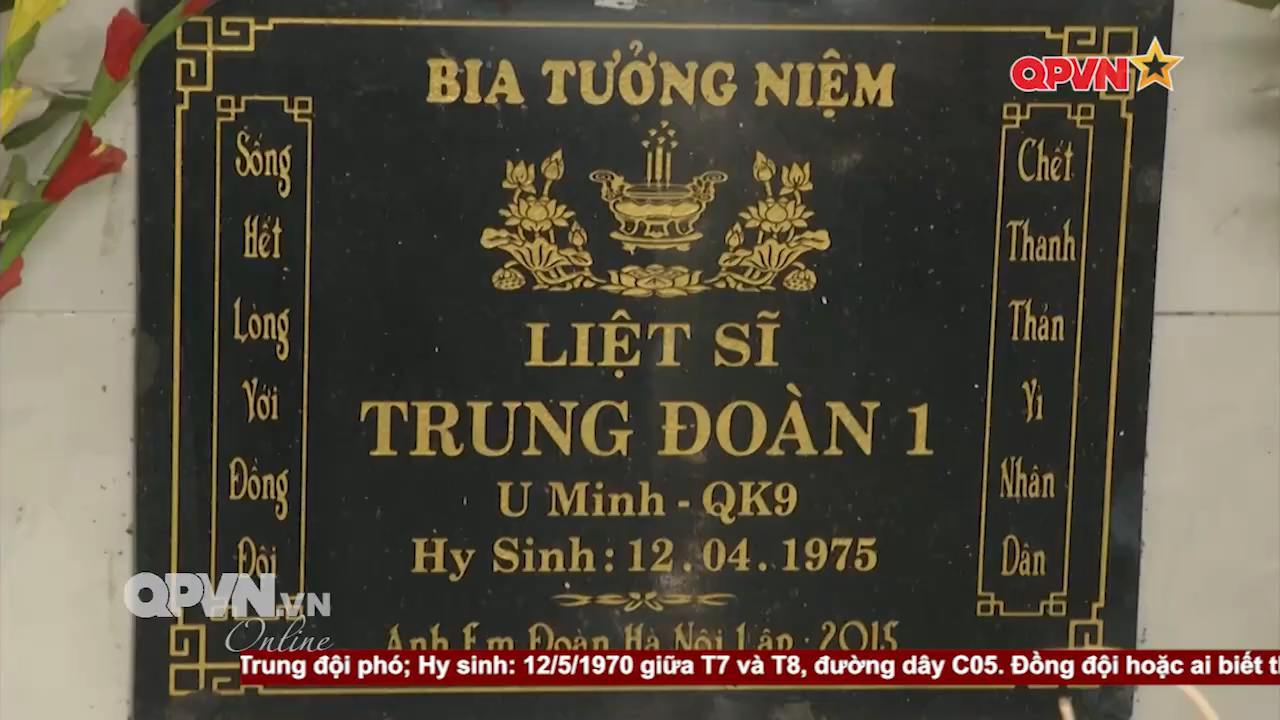 QPVN
BIA TƯỞNG NIỆM
Sống
Hết
Lòng
Với
Đồng
Đội
Chết
Thanh
Thản
Vì
Nhân
Dân
LIỆT SĨ
TRUNG ĐOÀN 1
U Minh - QK9
Hy Sinh: 12.04.1975
Anh Em Đoàn Hà Nội Lập: 2015
QPVN.VN
Online
Trung đội phó; Hy sinh: 12/5/1970 giữa T7 và T8, đường dây C05. Đồng đội hoặc ai biết